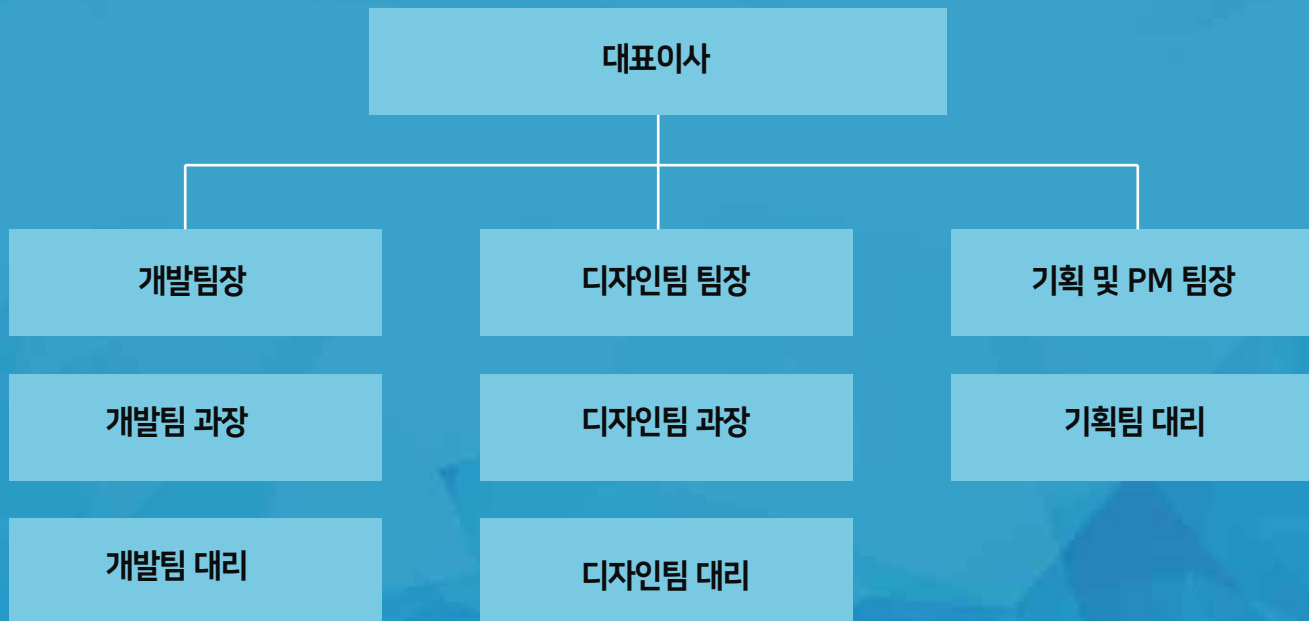 대표이사
개발팀장
디자인팀 팀장
기획 및 PM 팀장
개발팀 과장
디자인팀 과장
기획팀 대리
개발팀 대리
디자인팀 대리